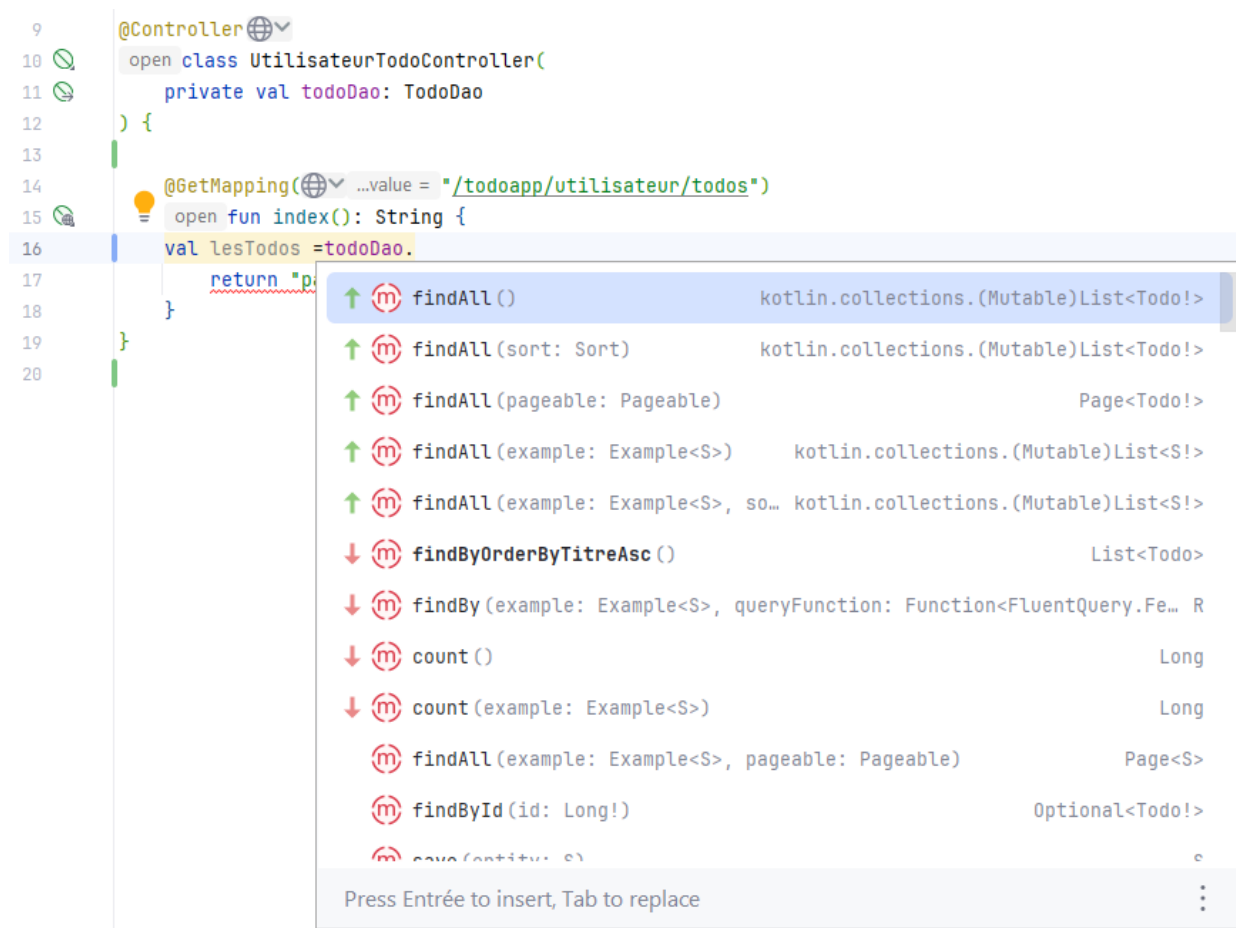 9 @Controller
10 open class UtilisateurTodoController(
11 private val todoDao: TodoDao
12 ) {
13
14 @GetMapping( …value = "/todoapp/utilisateur/todos")
15 open fun index(): String {
16 val lesTodos =todoDao.
17 return "pa
18 }
19 }
20
findAll() kotlin.collections.(Mutable)List<Todo!>
findAll(sort: Sort) kotlin.collections.(Mutable)List<Todo!>
findAll(pageable: Pageable) Page<Todo!>
findAll(example: Example<S>) kotlin.collections.(Mutable)List<S!>
findAll(example: Example<S>, so… kotlin.collections.(Mutable)List<S!>
findByOrderByTitreAsc() List<Todo>
findBy(example: Example<S>, queryFunction: Function<FluentQuery.Fe… R
count() Long
count(example: Example<S>) Long
findAll(example: Example<S>, pageable: Pageable) Page<S>
findById(id: Long!) Optional<Todo!>
save(entity: S) S
Press Entrée to insert, Tab to replace